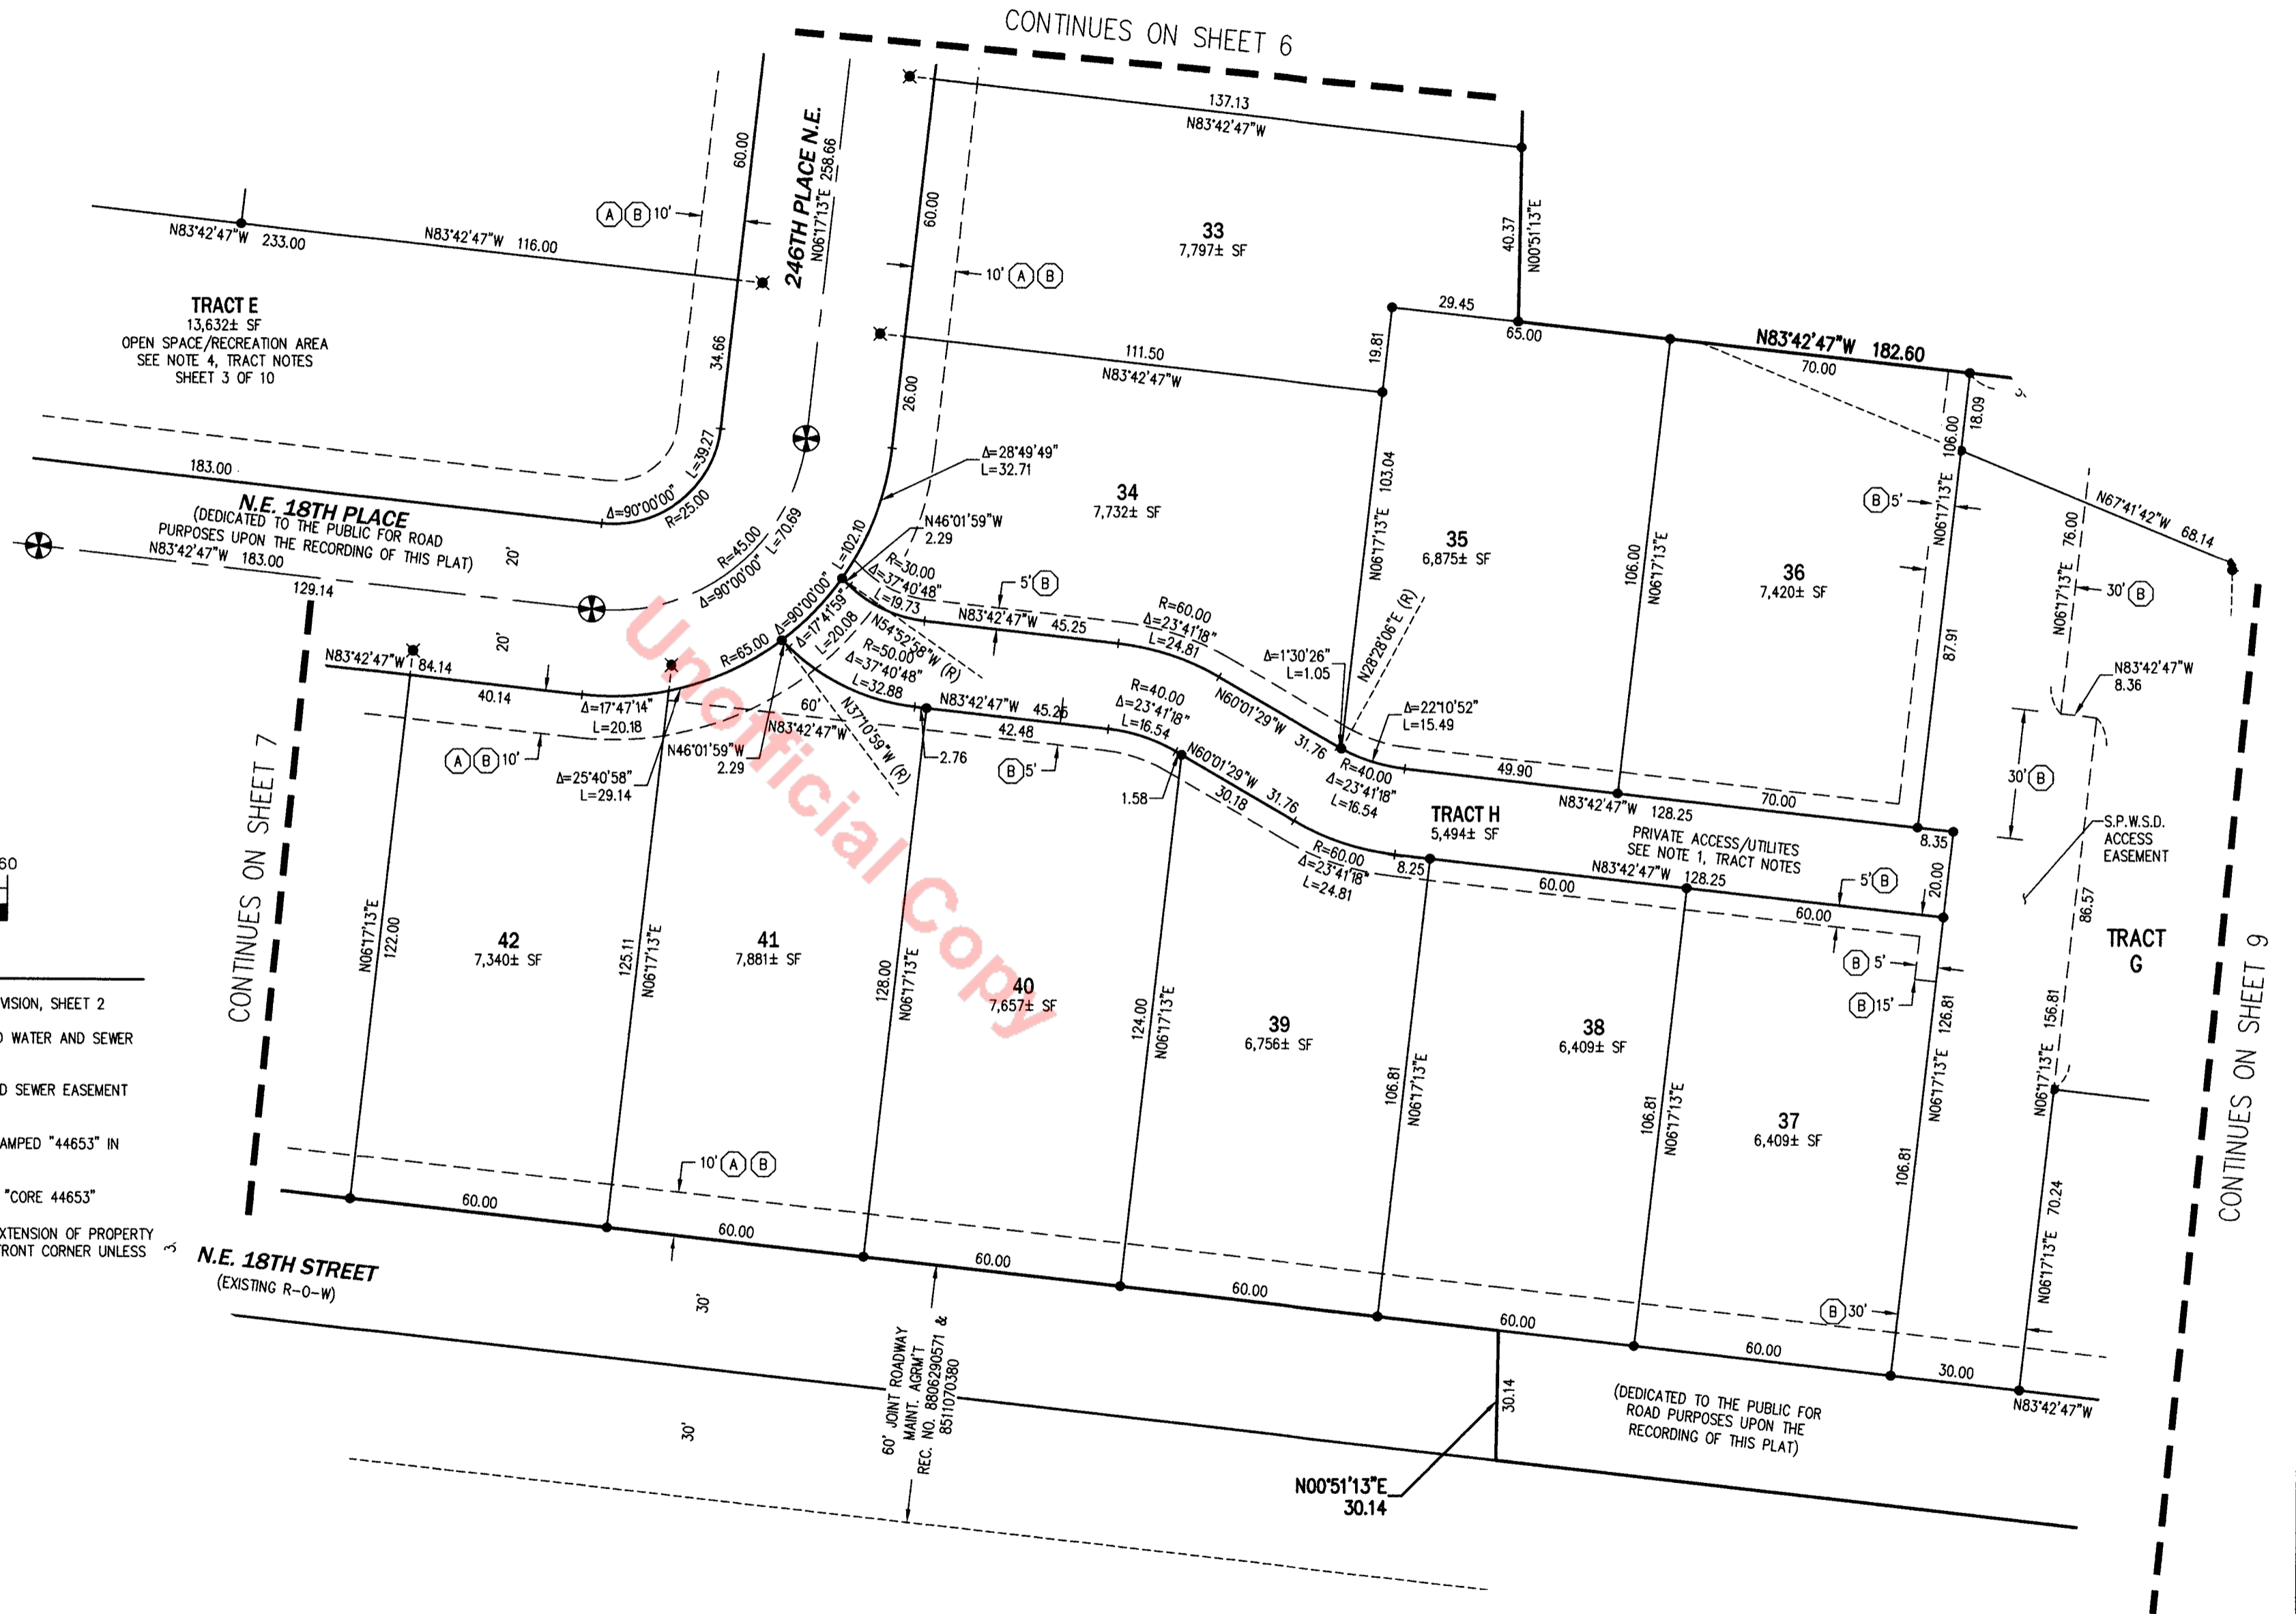 CONTINUES ON SHEET 6
137.13
N83°42'47"W
60.00
246TH PLACE N.E.
N06°17'13"E 258.66
60.00
A B 10'
N83°42'47"W 233.00
N83°42'47"W 116.00
33
7,797± SF
40.37
N00°51'13"E
10' A B
TRACT E
13,632± SF
OPEN SPACE/RECREATION AREA
SEE NOTE 4, TRACT NOTES
SHEET 3 OF 10
34.66
29.45
65.00
19.81
N83°42'47"W 182.60
70.00
111.50
N83°42'47"W
26.00
18.09
106.00
183.00
L=39.27
Δ=90°00'00"
R=25.00
N.E. 18TH PLACE
(DEDICATED TO THE PUBLIC FOR ROAD
PURPOSES UPON THE RECORDING OF THIS PLAT)
N83°42'47"W
183.00
129.14
20'
20'
Δ=28°49'49"
L=32.71
34
7,732± SF
N46°01'59"W
2.29
N06°17'13"E 103.04
35
6,875± SF
106.00
N06°17'13"E
36
7,420± SF
B 5'
N06°17'13"E
N67°41'42"W 68.14
N06°17'13"E 76.00
30' B
87.91
N83°42'47"W
8.36
30' B
S.P.W.S.D.
ACCESS
EASEMENT
86.57
TRACT
G
R=45.00
Δ=90°00'00" L=70.69
L=102.10
Δ=90°00'00"
R=65.00
R=30.00
Δ=37°40'48"
L=19.73
Δ=17°41'59"
L=20.08
N54°52'58"W (R)
5' B
N83°42'47"W 45.25
R=60.00
Δ=23°41'18"
L=24.81
N28°28'06"E (R)
Δ=1°30'26"
L=1.05
R=50.00
Δ=37°40'48"
L=32.88
N83°42'47"W 45.25
42.48
R=40.00
Δ=23°41'18"
L=16.54
N60°01'29"W 31.76
Δ=22°10'52"
L=15.49
N83°42'47"W 84.14
40.14
Δ=17°47'14"
L=20.18
60'
N83°42'47"W
N37°10'59"W (R)
N46°01'59"W
2.29
2.76
B 5'
A B 10'
Δ=25°40'58"
L=29.14
1.58
N60°01'29"W 31.76
30.18
R=40.00
Δ=23°41'18"
L=16.54
49.90
N83°42'47"W 128.25
70.00
TRACT H
5,494± SF
PRIVATE ACCESS/UTILITES
SEE NOTE 1, TRACT NOTES
8.35
20.00
R=60.00
Δ=23°41'18"
L=24.81
8.25
N83°42'47"W 128.25
60.00
60.00
5' B
B 5'
B 15'
CONTINUES ON SHEET 7
CONTINUES ON SHEET 9
Unofficial Copy
60
VISION, SHEET 2
WATER AND SEWER
D SEWER EASEMENT
AMPED "44653" IN
"CORE 44653"
XTENSION OF PROPERTY
FRONT CORNER UNLESS
N06°17'13"E
122.00
42
7,340± SF
125.11
N06°17'13"E
41
7,881± SF
128.00
N06°17'13"E
40
7,657± SF
124.00
N06°17'13"E
39
6,756± SF
106.81
N06°17'13"E
38
6,409± SF
106.81
N06°17'13"E
37
6,409± SF
106.81
N06°17'13"E 126.81
N06°17'13"E 156.81
N06°17'13"E 70.24
10' A B
B 30'
60.00
60.00
60.00
60.00
60.00
60.00
30.00
N83°42'47"W
N.E. 18TH STREET
(EXISTING R-O-W)
30'
30'
60' JOINT ROADWAY
MAINT. AGRM'T
REC. NO. 8806290571 &
8511070380
30.14
N00°51'13"E
30.14
(DEDICATED TO THE PUBLIC FOR
ROAD PURPOSES UPON THE
RECORDING OF THIS PLAT)